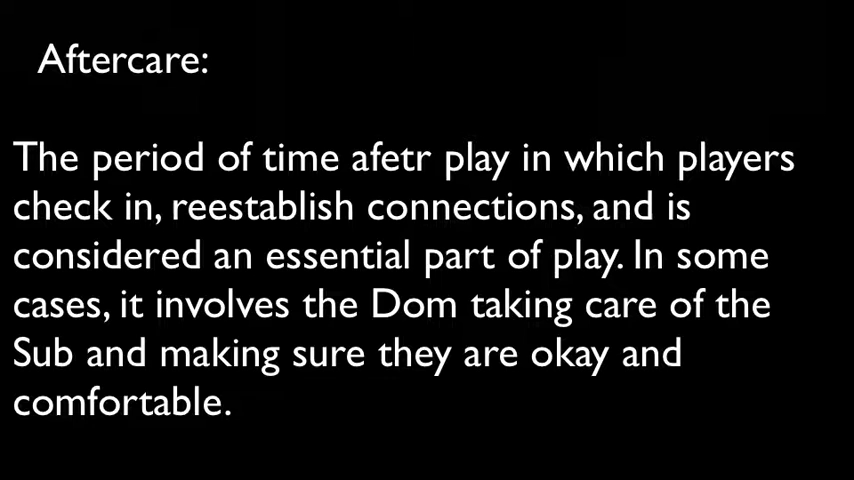 Aftercare:
The period of time afetr play in which players
check in, reestablish connections, and is
considered an essential part of play. In some
cases, it involves the Dom taking care of the
Sub and making sure they are okay and
comfortable.